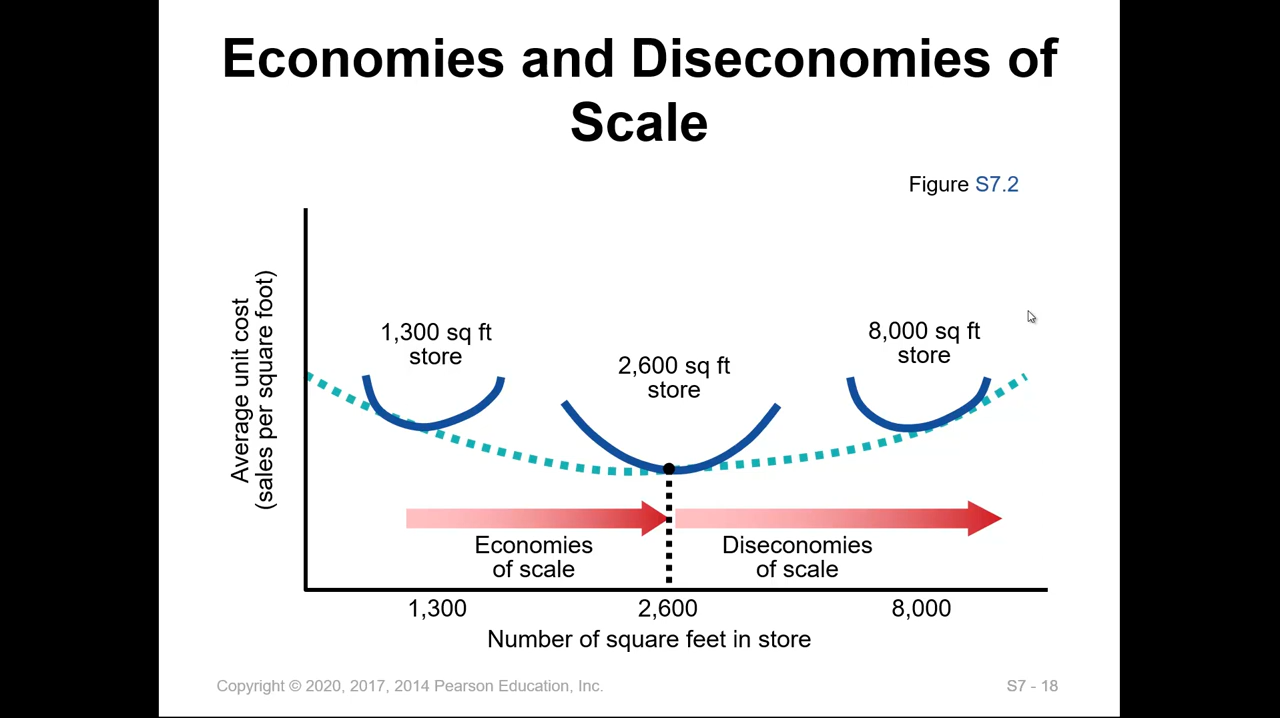 Economies and Diseconomies of
Scale
Figure S7.2
Average unit cost
(sales per square foot)
1,300 sq ft
store
2,600 sq ft
store
8,000 sq ft
store
Economies
of scale
Diseconomies
of scale
1,300
2,600
8,000
Number of square feet in store
Copyright © 2020, 2017, 2014 Pearson Education, Inc.
S7 - 18